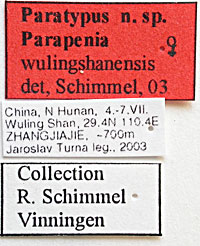 Paratypus n. sp.
Parapenia ♀
wulingshanensis
det, Schimmel, 03
China, N Hunan, 4.-7.VII.
Wuling Shan, 29.4N 110.4E
ZHANGJIAJIE, ~700m
Jaroslav Turna leg., 2003
Collection
R. Schimmel
Vinningen